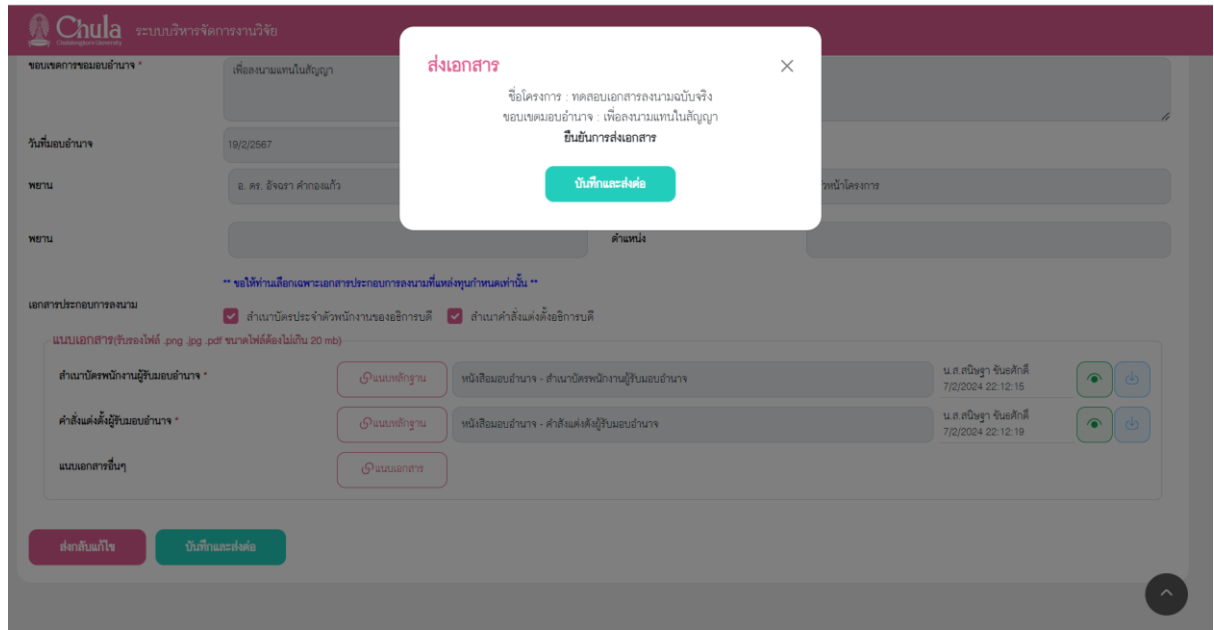 Chula ระบบบริหารจัดการงานวิจัย
Chulalongkorn University
ส่งเอกสาร
ชื่อโครงการ : ทดสอบเอกสารลงนามฉบับจริง
ขอบเขตมอบอำนาจ : เพื่อลงนามแทนในสัญญา
ยืนยันการส่งเอกสาร
บันทึกและส่งต่อ
ขอบเขตการขอมอบอำนาจ * เพื่อลงนามแทนในสัญญา
วันที่มอบอำนาจ 19/2/2567
พยาน อ. ดร. อัจฉรา คำกองแก้ว หน้าโครงการ
พยาน ตำแหน่ง
** ขอให้ท่านเลือกเฉพาะเอกสารประกอบการลงนามที่แหล่งทุนกำหนดเท่านั้น **
เอกสารประกอบการลงนาม สำเนาบัตรประจำตัวพนักงานของอธิการบดี สำเนาคำสั่งแต่งตั้งอธิการบดี
แนบเอกสาร(รับรองไฟล์ .png .jpg .pdf ขนาดไฟล์ต้องไม่เกิน 20 mb)
สำเนาบัตรพนักงานผู้รับมอบอำนาจ * แนบหลักฐาน หนังสือมอบอำนาจ - สำเนาบัตรพนักงานผู้รับมอบอำนาจ น.ส.สนิษฐา ขันธศักดิ์
7/2/2024 22:12:15
คำสั่งแต่งตั้งผู้รับมอบอำนาจ * แนบหลักฐาน หนังสือมอบอำนาจ - คำสั่งแต่งตั้งผู้รับมอบอำนาจ น.ส.สนิษฐา ขันธศักดิ์
7/2/2024 22:12:19
แนบเอกสารอื่นๆ แนบเอกสาร
ส่งกลับแก้ไข บันทึกและส่งต่อ